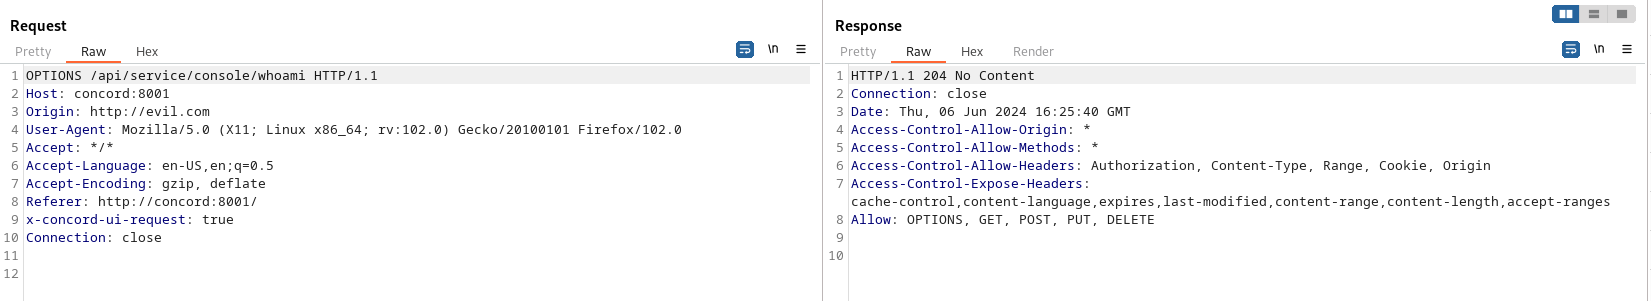 Request
Pretty Raw Hex
\n
1 OPTIONS /api/service/console/whoami HTTP/1.1
2 Host: concord:8001
3 Origin: http://evil.com
4 User-Agent: Mozilla/5.0 (X11; Linux x86_64; rv:102.0) Gecko/20100101 Firefox/102.0
5 Accept: */*
6 Accept-Language: en-US,en;q=0.5
7 Accept-Encoding: gzip, deflate
8 Referer: http://concord:8001/
9 x-concord-ui-request: true
10 Connection: close
11
12
Response
Pretty Raw Hex Render
\n
1 HTTP/1.1 204 No Content
2 Connection: close
3 Date: Thu, 06 Jun 2024 16:25:40 GMT
4 Access-Control-Allow-Origin: *
5 Access-Control-Allow-Methods: *
6 Access-Control-Allow-Headers: Authorization, Content-Type, Range, Cookie, Origin
7 Access-Control-Expose-Headers:
cache-control,content-language,expires,last-modified,content-range,content-length,accept-ranges
8 Allow: OPTIONS, GET, POST, PUT, DELETE
9
10